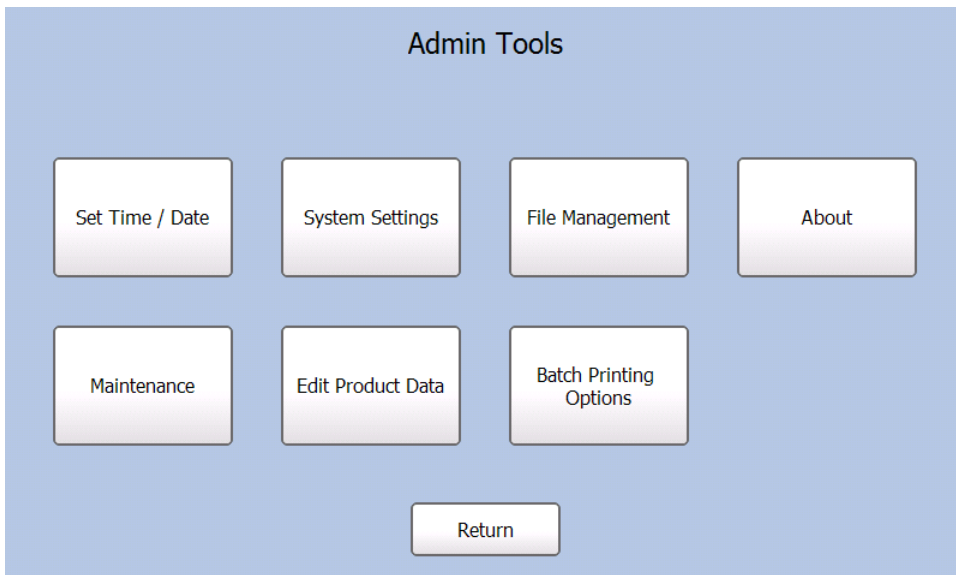 Admin Tools
Set Time / Date
System Settings
File Management
About
Maintenance
Edit Product Data
Batch Printing
Options
Return